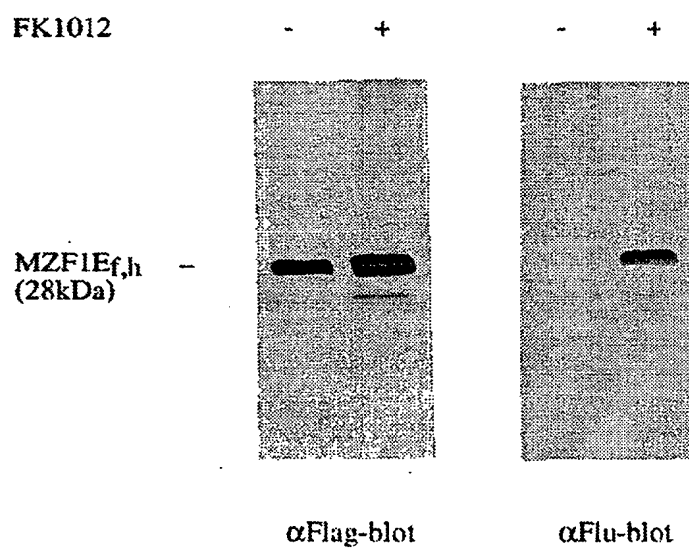 FK1012 - + - +
MZF1Ef,h -
(28kDa)
αFlag-blot αFlu-blot